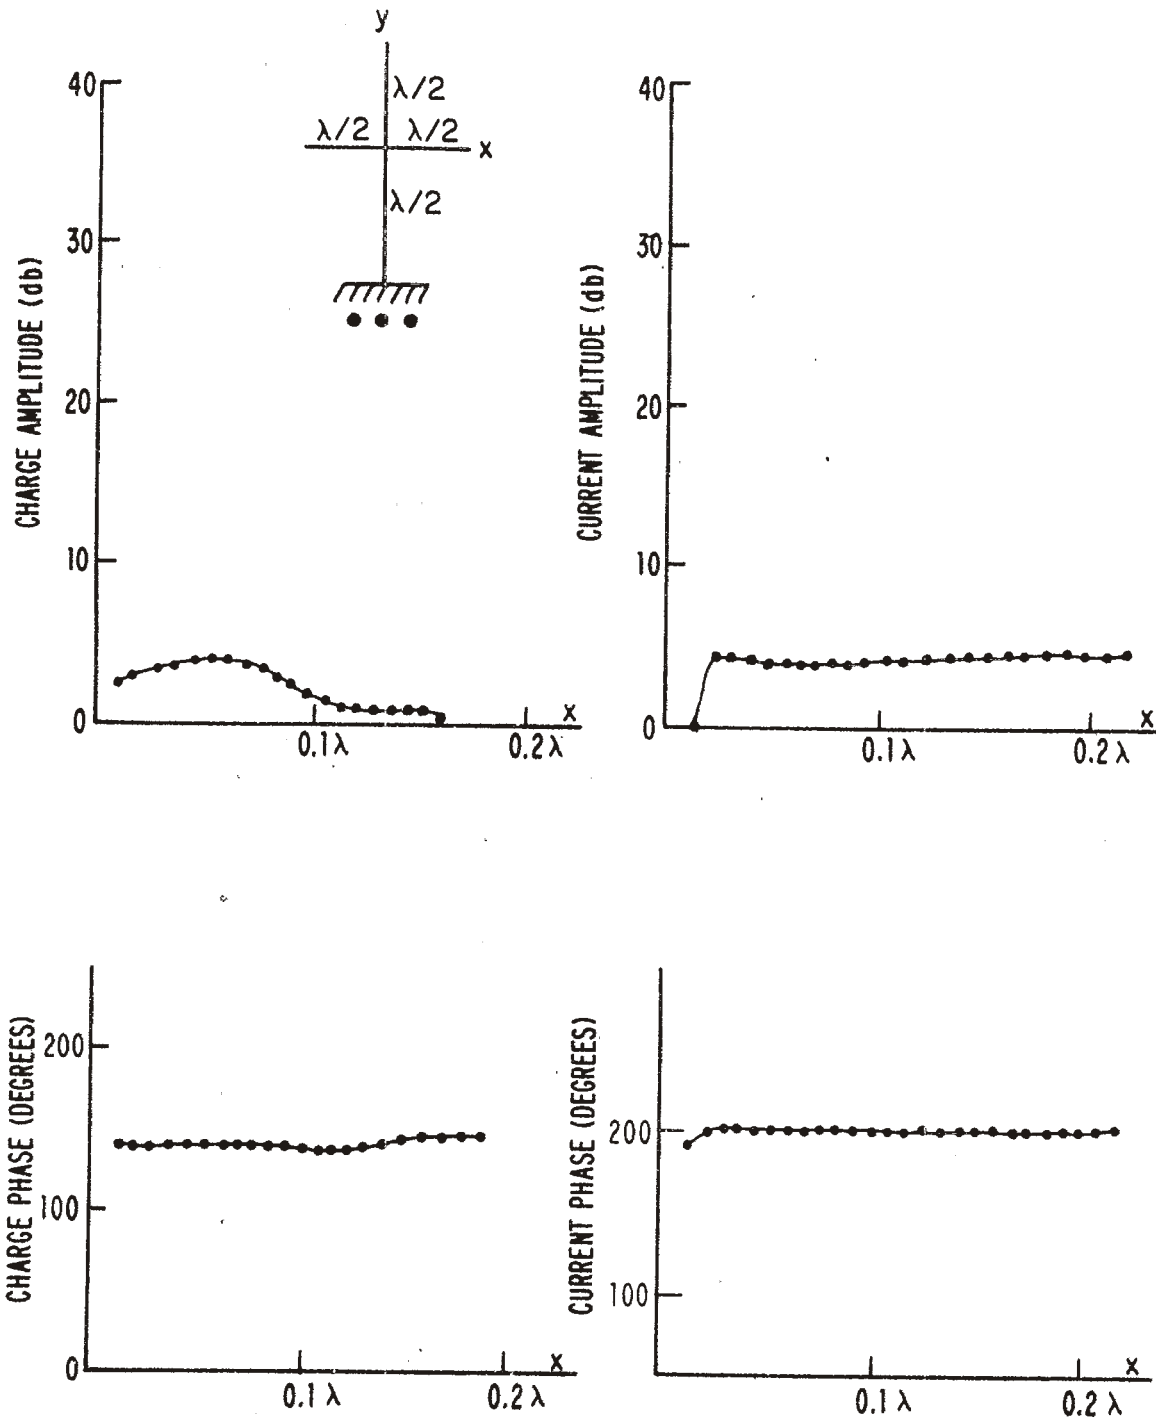 y
λ/2
λ/2 λ/2 x
λ/2
CHARGE AMPLITUDE (db)
40
30
20
10
0
0.1λ 0.2λ
x
CURRENT AMPLITUDE (db)
40
30
20
10
0
0.1λ 0.2λ
x
CHARGE PHASE (DEGREES)
200
100
0
0.1λ 0.2λ
x
CURRENT PHASE (DEGREES)
200
100
0.1λ 0.2λ
x